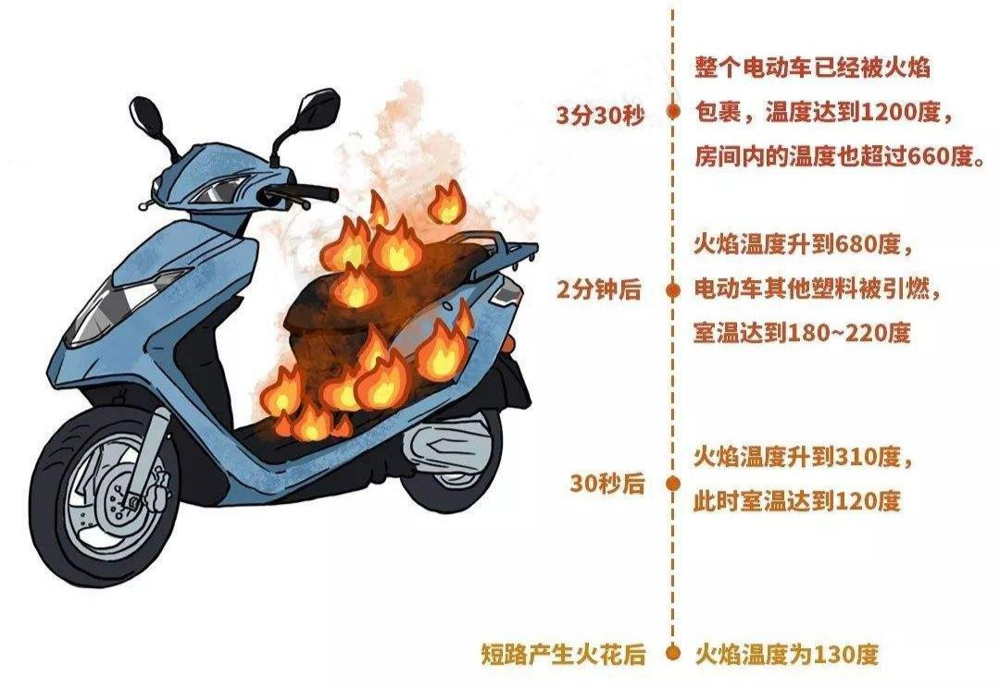 3分30秒
整个电动车已经被火焰
包裹，温度达到1200度，
房间内的温度也超过660度。
2分钟后
火焰温度升到680度，
电动车其他塑料被引燃，
室温达到180~220度
30秒后
火焰温度升到310度，
此时室温达到120度
短路产生火花后
火焰温度为130度